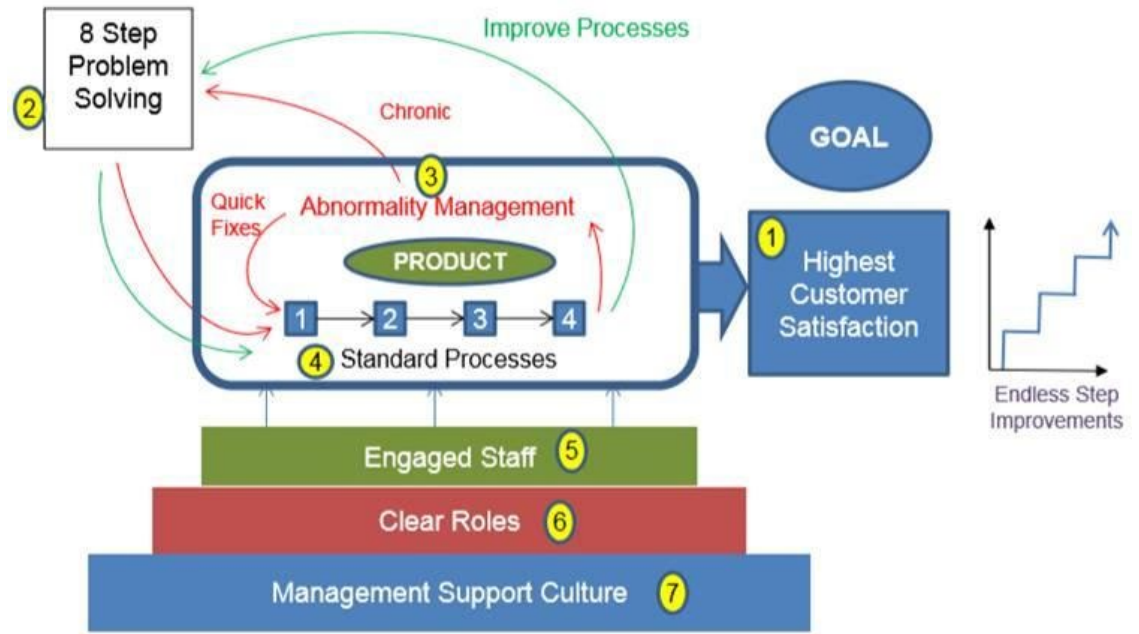 8 Step
Problem
Solving
2
Improve Processes
Chronic
GOAL
3
Quick
Fixes
Abnormality Management
PRODUCT
1
2
3
4
4
Standard Processes
1
Highest
Customer
Satisfaction
Endless Step
Improvements
Engaged Staff
5
Clear Roles
6
Management Support Culture
7